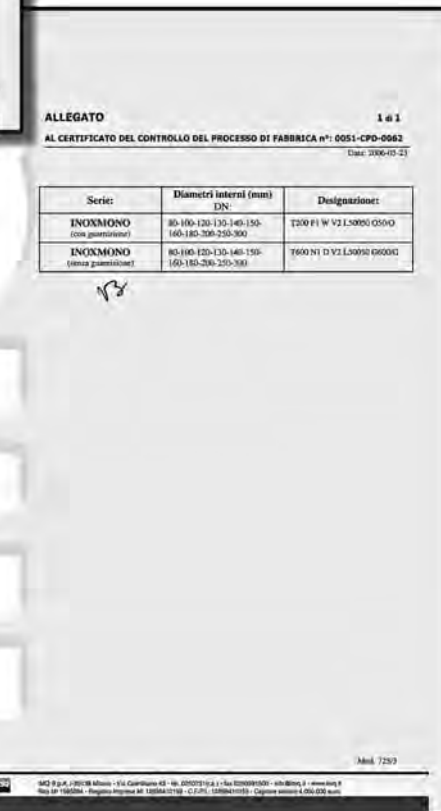 ALLEGATO 1 di 1
AL CERTIFICATO DEL CONTROLLO DEL PROCESSO DI FABBRICA n°: 0051-CPD-0062
Date: 2006-05-23
Serie: Diametri interni (mm) DN: Designazione:
INOXMONO (con guarnizione) 80-100-120-130-140-150-160-180-200-250-300 T200 P1 W V2 L50050 O50/O
INOXMONO (senza guarnizione) 80-100-120-130-140-150-160-180-200-250-300 T600 N1 D V2 L50050 G600/G
Mod. 725/3